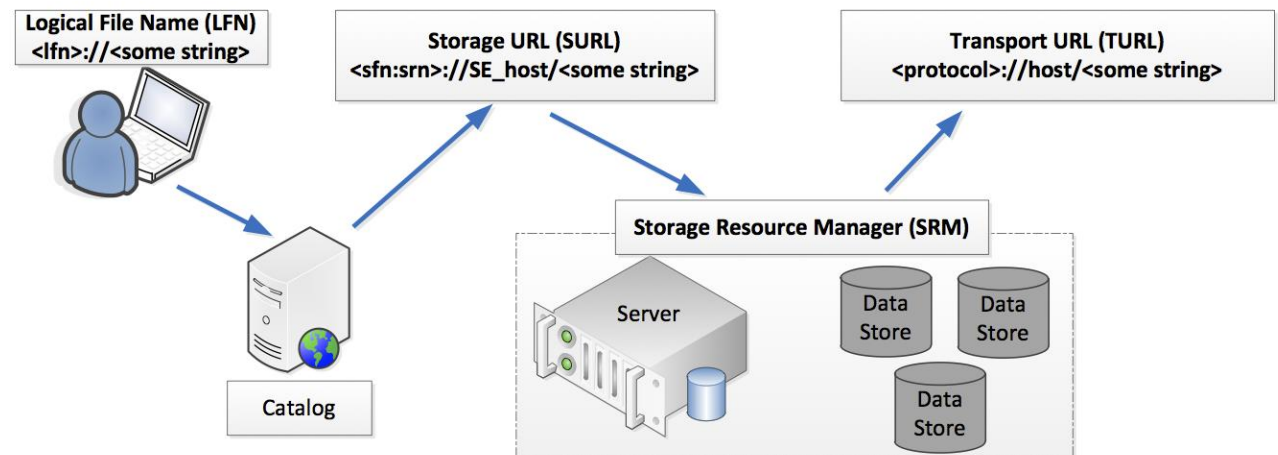 Logical File Name (LFN)
<lfn>://<some string>
Storage URL (SURL)
<sfn:srn>://SE_host/<some string>
Transport URL (TURL)
<protocol>://host/<some string>
Storage Resource Manager (SRM)
Server
Data
Store
Data
Store
Data
Store
Catalog